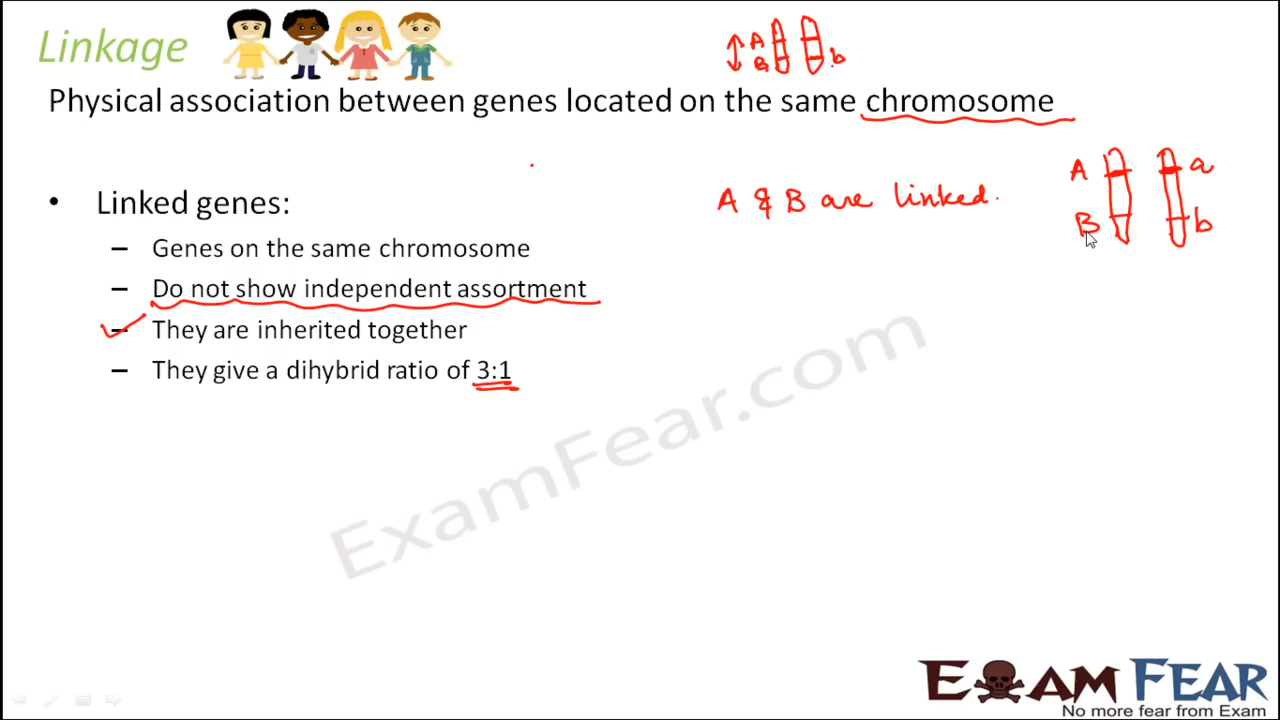 Linkage
A
B
b
Physical association between genes located on the same chromosome
A a
A & B are linked.
B b
• Linked genes:
– Genes on the same chromosome
– Do not show independent assortment
– They are inherited together
– They give a dihybrid ratio of 3:1
ExamFear.com
EXAM FEAR
No more fear from Exam